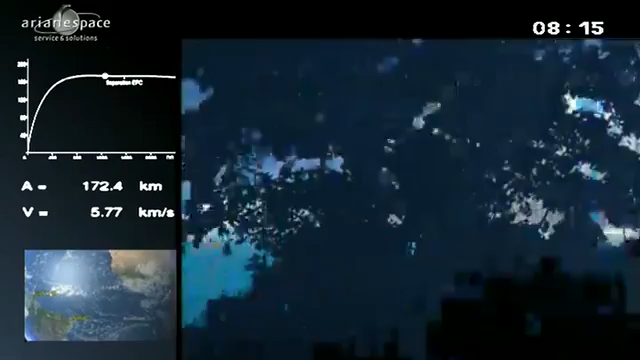 arianespace
service & solutions
08 : 15
Separation EPC
A = 172.4 km
V = 5.77 km/s